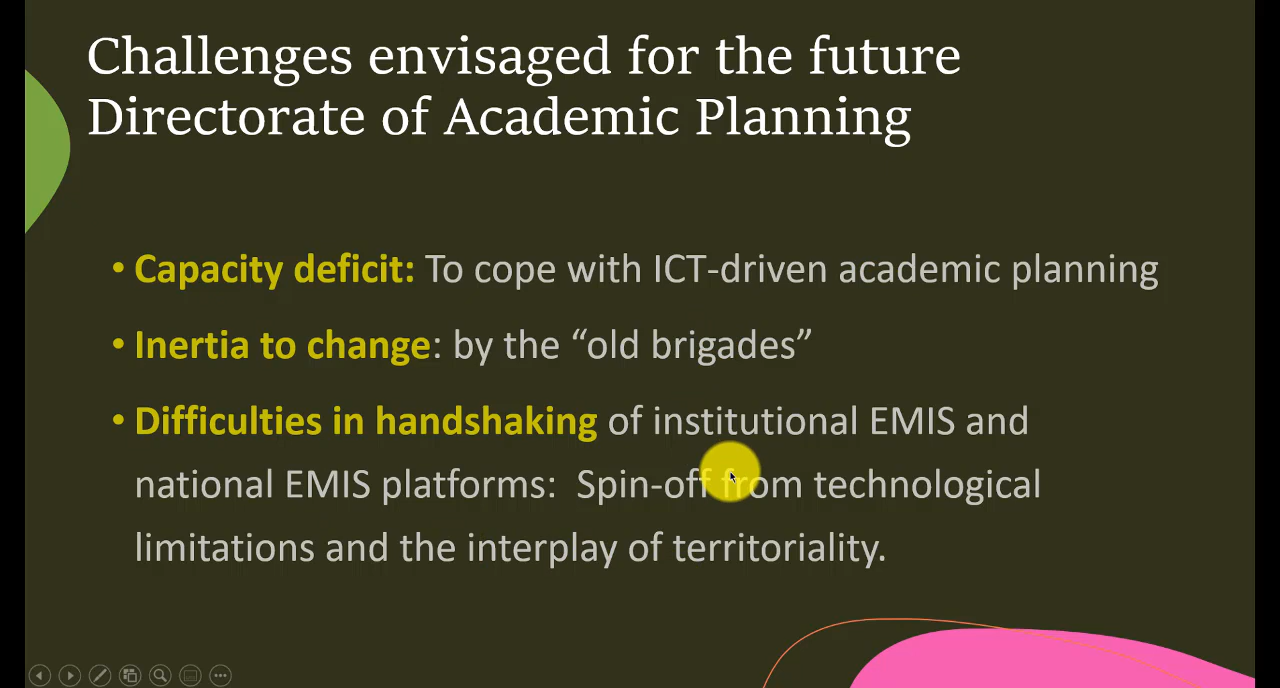 Challenges envisaged for the future
Directorate of Academic Planning
• Capacity deficit: To cope with ICT-driven academic planning
• Inertia to change: by the “old brigades”
• Difficulties in handshaking of institutional EMIS and
national EMIS platforms:  Spin-off from technological
limitations and the interplay of territoriality.